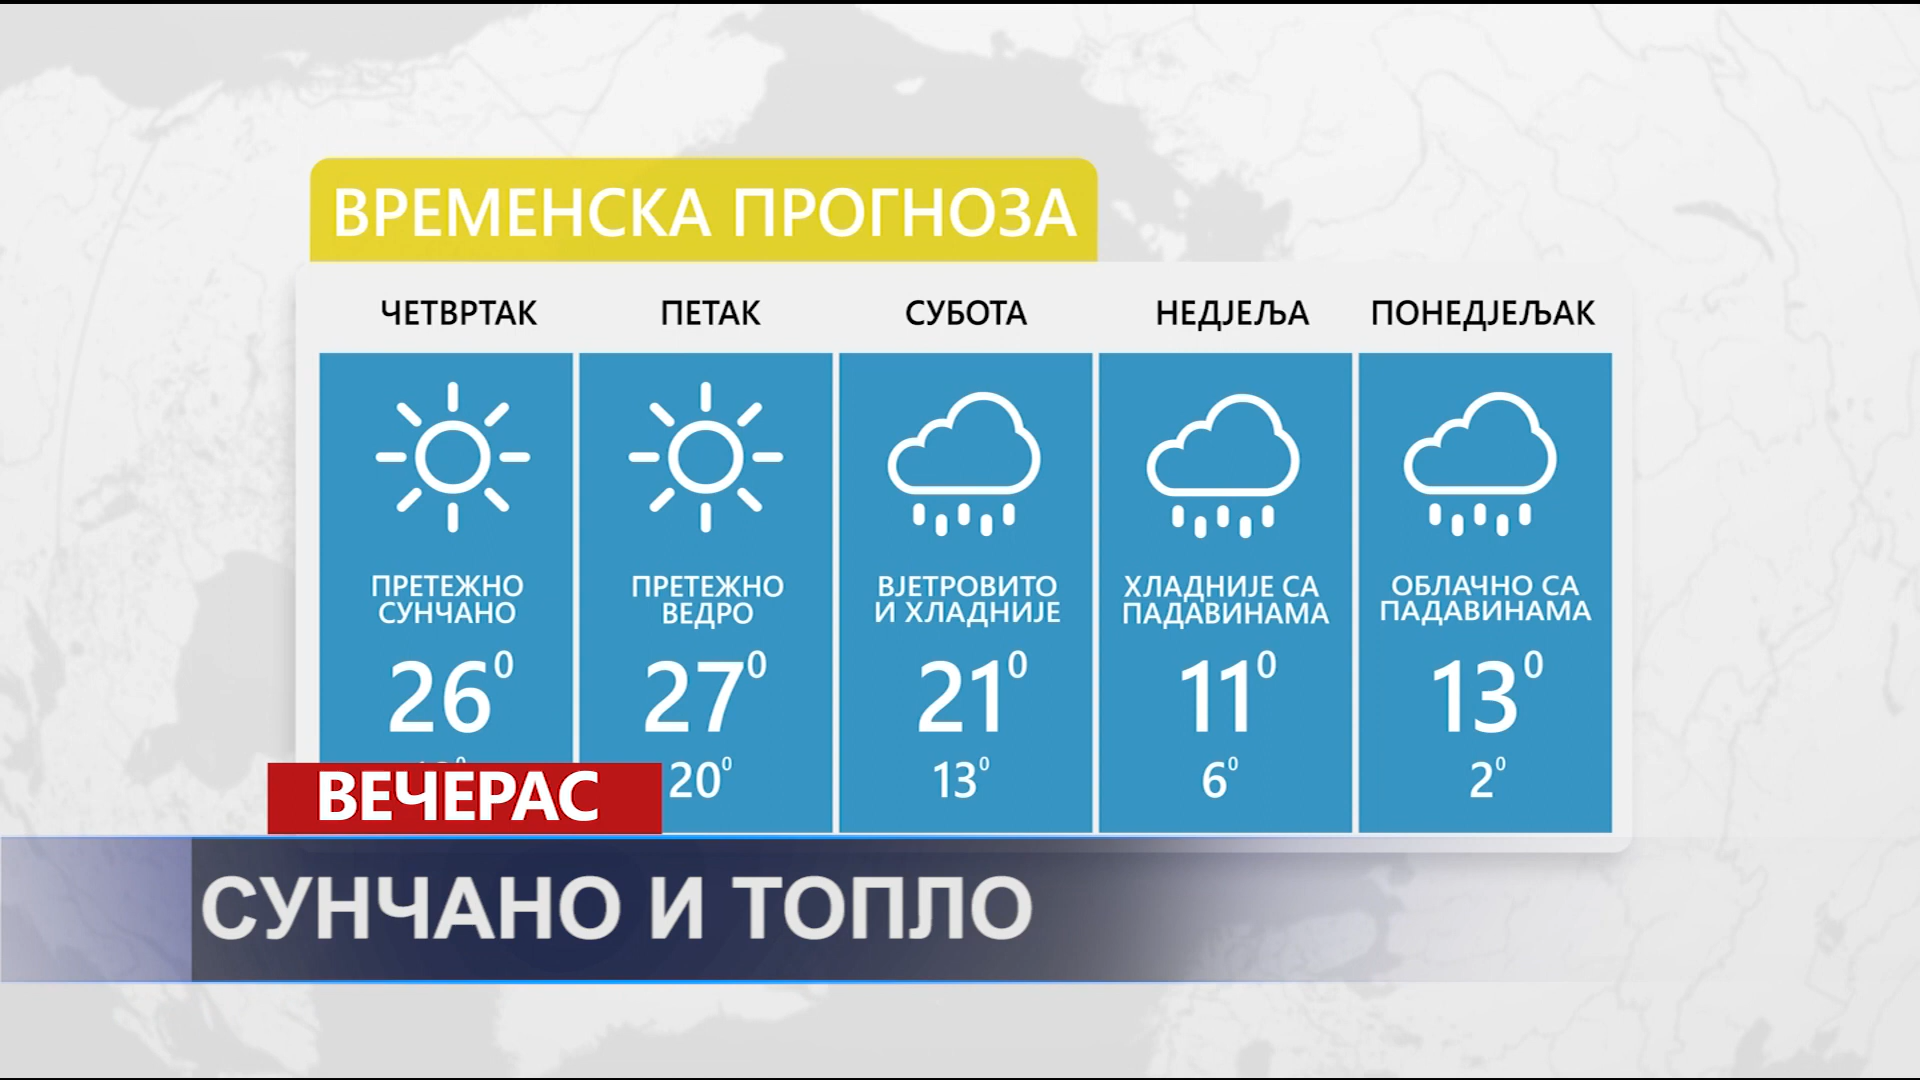 ВРЕМЕНСКА ПРОГНОЗА
ЧЕТВРТАК
ПРЕТЕЖНО
СУНЧАНО
26⁰
ПЕТАК
ПРЕТЕЖНО
ВЕДРО
27⁰
20⁰
СУБОТА
ВЈЕТРОВИТО
И ХЛАДНИЈЕ
21⁰
13⁰
НЕДЈЕЉА
ХЛАДНИЈЕ СА
ПАДАВИНАМА
11⁰
6⁰
ПОНЕДЈЕЉАК
ОБЛАЧНО СА
ПАДАВИНАМА
13⁰
2⁰
ВЕЧЕРАС
СУНЧАНО И ТОПЛО